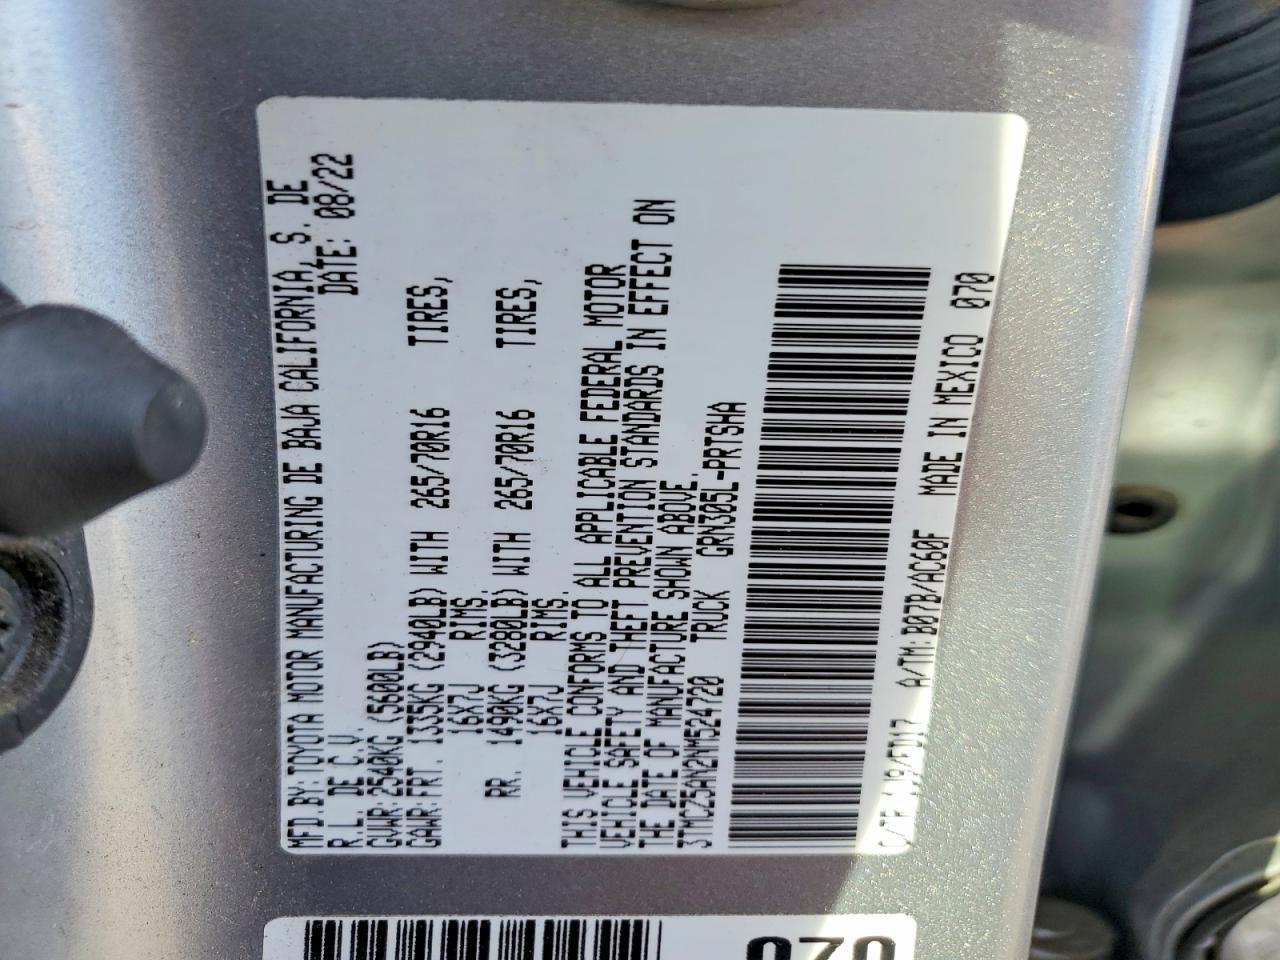 MFD.BY: TOYOTA MOTOR MANUFACTURING DE BAJA CALIFORNIA, S. DE
R.L. DE C.V. DATE: 08/22
GVWR: 2540KG (5600LB)
GAWR: FRT. 1335KG (2940LB) WITH 265/70R16 TIRES,
16X7J RIMS,
RR. 1490KG (3280LB) WITH 265/70R16 TIRES,
16X7J RIMS,
THIS VEHICLE CONFORMS TO ALL APPLICABLE FEDERAL MOTOR
VEHICLE SAFETY AND THEFT PREVENTION STANDARDS IN EFFECT ON
THE DATE OF MANUFACTURE SHOWN ABOVE.
3TMCZ5AN2NM524720 TRUCK GRN305L-PRTSHA
C/TR:1J9/FD17 A/TM: B07B/AC60F MADE IN MEXICO 070
070